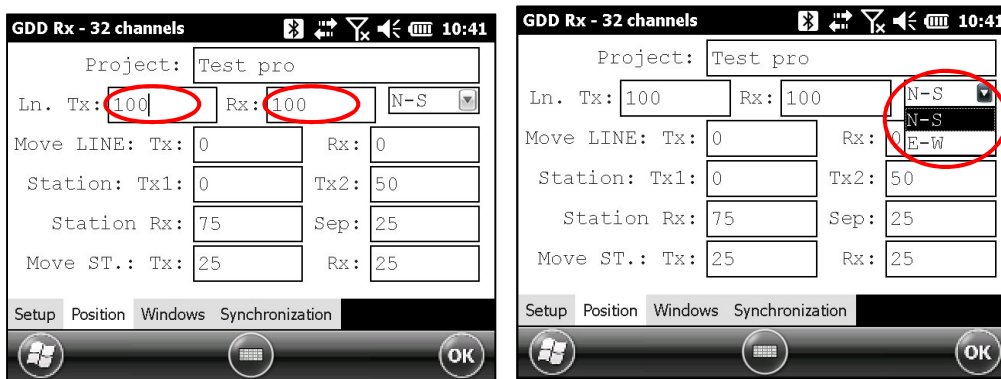 GDD Rx - 32 channels 10:41
Project: Test pro
Ln. Tx: 100 Rx: 100 N-S
Move LINE: Tx: 0 Rx: 0
Station: Tx1: 0 Tx2: 50
Station Rx: 75 Sep: 25
Move ST.: Tx: 25 Rx: 25
Setup Position Windows Synchronization
OK
GDD Rx - 32 channels 10:41
Project: Test pro
Ln. Tx: 100 Rx: 100 N-S
N-S
Move LINE: Tx: 0 Rx: 0
E-W
Station: Tx1: 0 Tx2: 50
Station Rx: 75 Sep: 25
Move ST.: Tx: 25 Rx: 25
Setup Position Windows Synchronization
OK